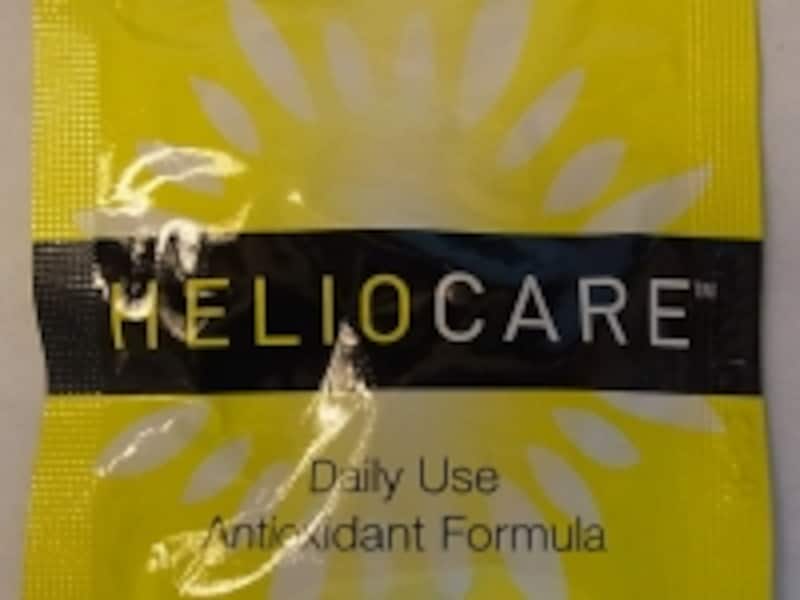 HELIOCARE™
Daily Use
Antioxidant Formula